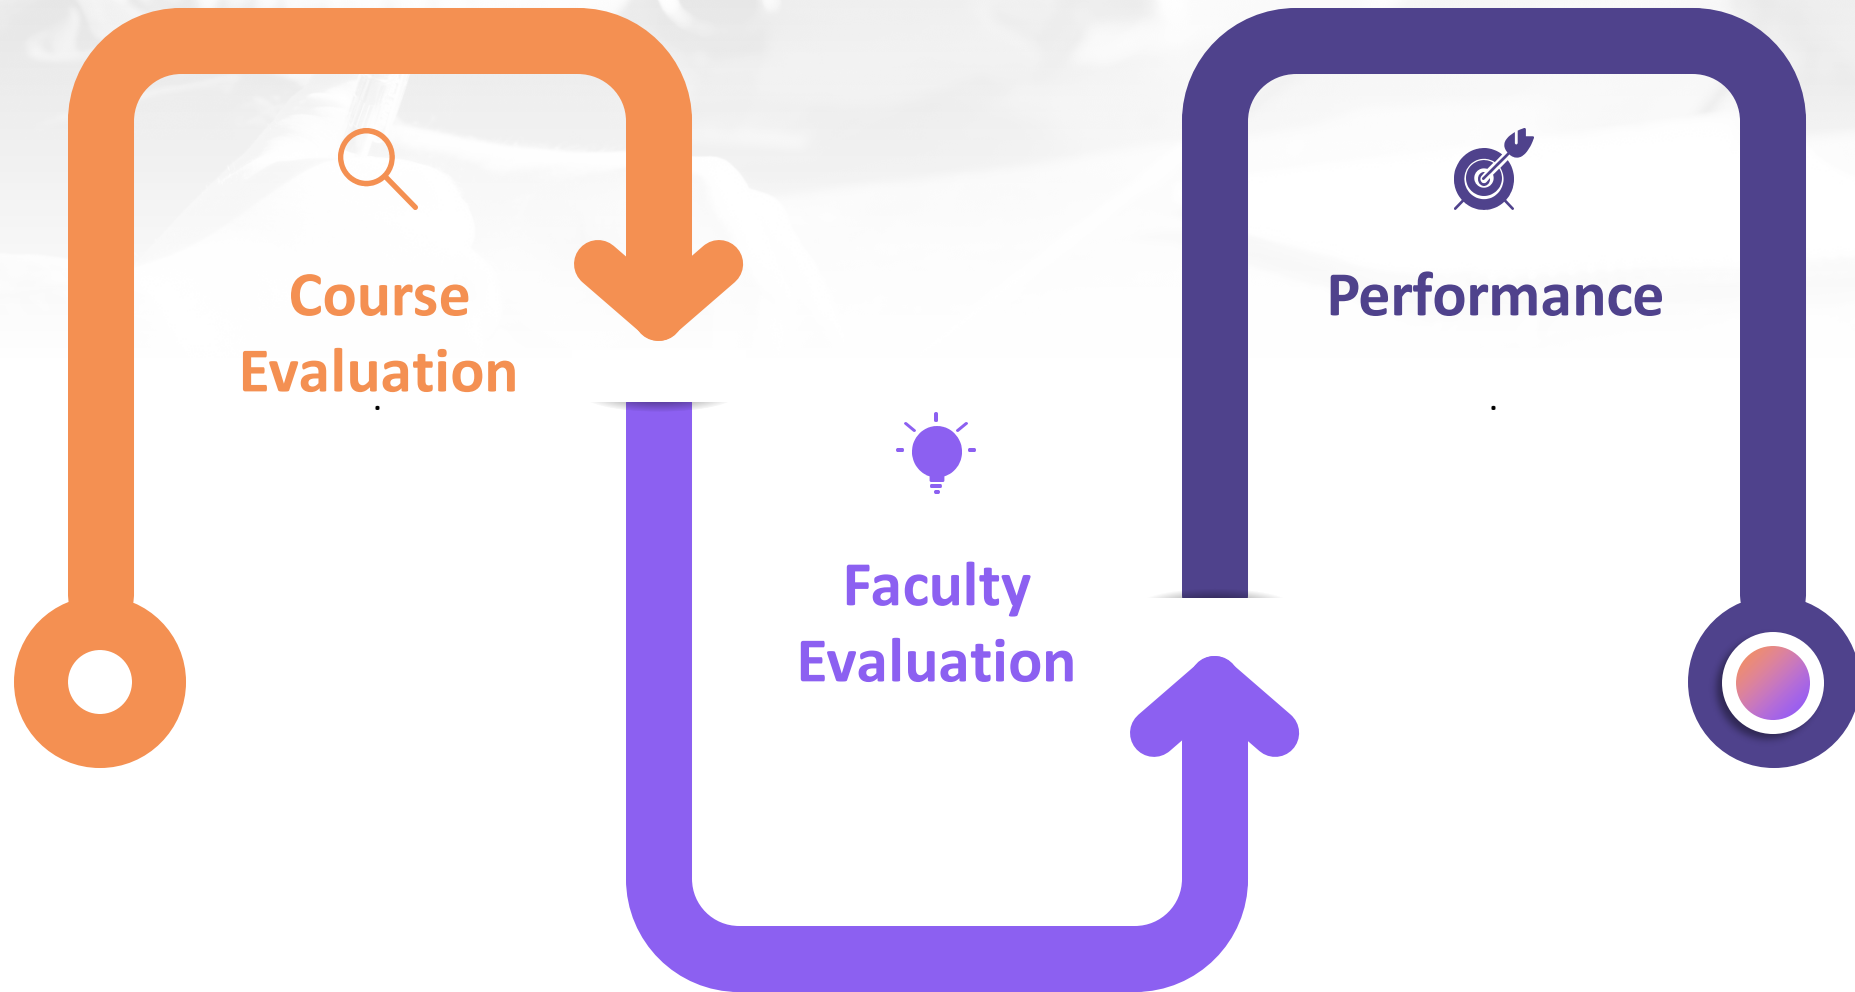 Course
Evaluation
.
Faculty
Evaluation
Performance
.